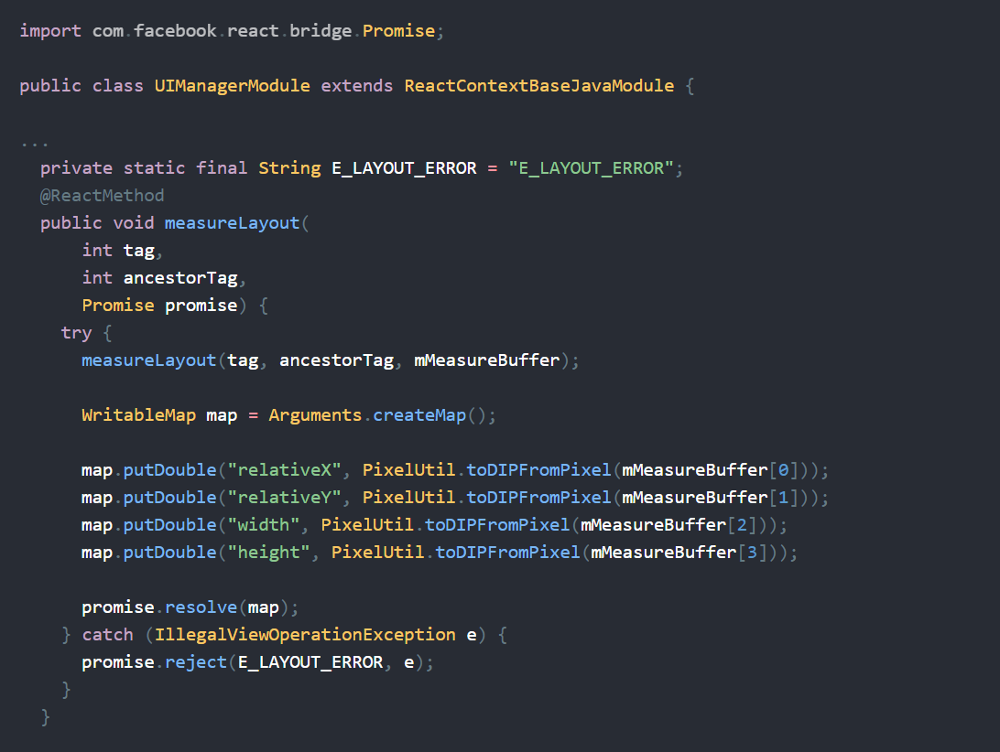 import com.facebook.react.bridge.Promise;
public class UIManagerModule extends ReactContextBaseJavaModule {
...
private static final String E_LAYOUT_ERROR = "E_LAYOUT_ERROR";
@ReactMethod
public void measureLayout(
int tag,
int ancestorTag,
Promise promise) {
try {
measureLayout(tag, ancestorTag, mMeasureBuffer);
WritableMap map = Arguments.createMap();
map.putDouble("relativeX", PixelUtil.toDIPFromPixel(mMeasureBuffer[0]));
map.putDouble("relativeY", PixelUtil.toDIPFromPixel(mMeasureBuffer[1]));
map.putDouble("width", PixelUtil.toDIPFromPixel(mMeasureBuffer[2]));
map.putDouble("height", PixelUtil.toDIPFromPixel(mMeasureBuffer[3]));
promise.resolve(map);
} catch (IllegalViewOperationException e) {
promise.reject(E_LAYOUT_ERROR, e);
}
}